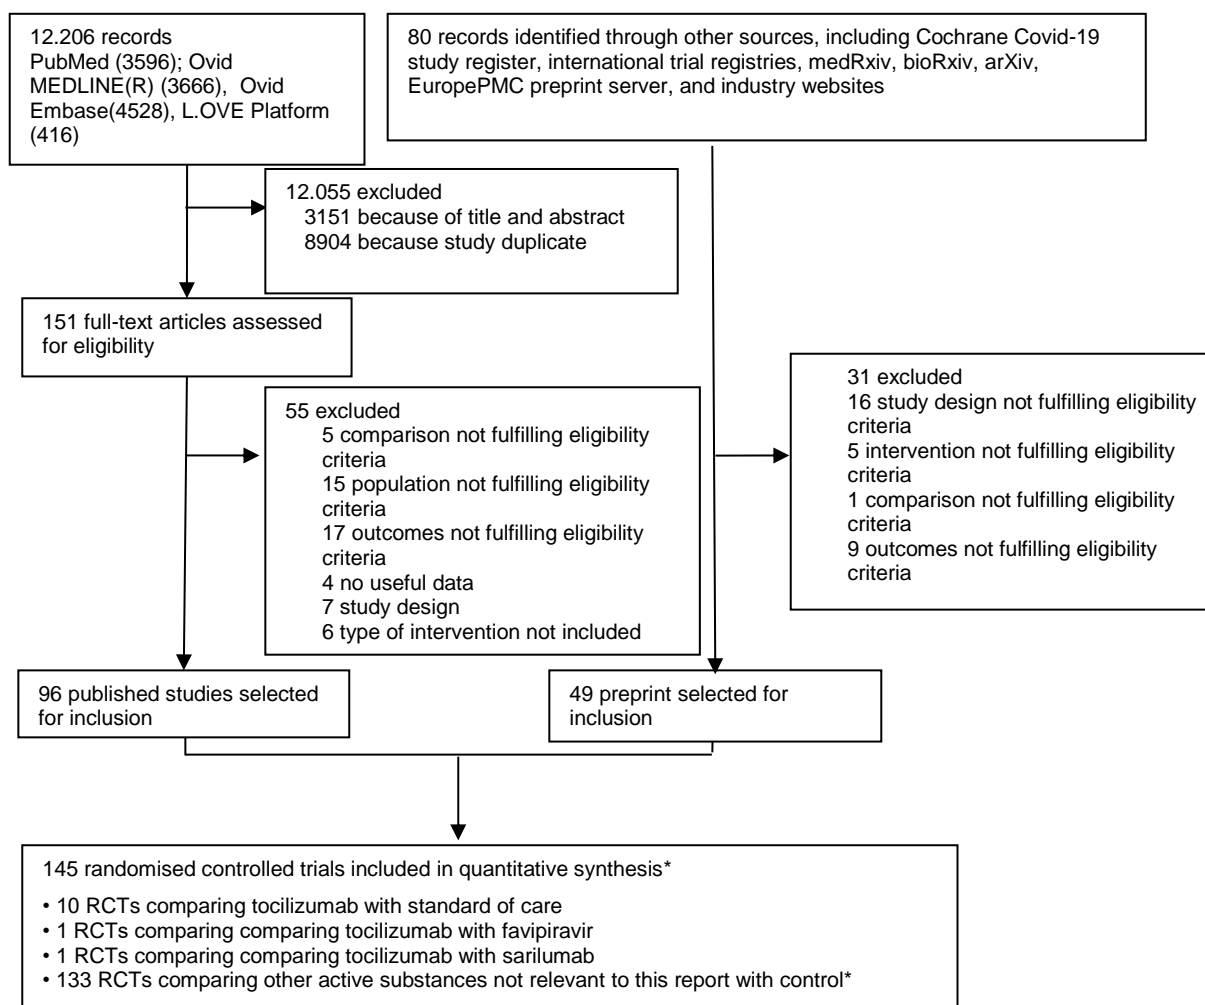 12.206 records
PubMed (3596); Ovid
MEDLINE(R) (3666), Ovid
Embase(4528), L.OVE Platform
(416)
80 records identified through other sources, including Cochrane Covid-19
study register, international trial registries, medRxiv, bioRxiv, arXiv,
EuropePMC preprint server, and industry websites
12.055 excluded
3151 because of title and abstract
8904 because study duplicate
151 full-text articles assessed
for eligibility
55 excluded
5 comparison not fulfilling eligibility
criteria
15 population not fulfilling eligibility
criteria
17 outcomes not fulfilling eligibility
criteria
4 no useful data
7 study design
6 type of intervention not included
31 excluded
16 study design not fulfilling eligibility
criteria
5 intervention not fulfilling eligibility
criteria
1 comparison not fulfilling eligibility
criteria
9 outcomes not fulfilling eligibility
criteria
96 published studies selected
for inclusion
49 preprint selected for
inclusion
145 randomised controlled trials included in quantitative synthesis*
• 10 RCTs comparing tocilizumab with standard of care
• 1 RCTs comparing comparing tocilizumab with favipiravir
• 1 RCTs comparing comparing tocilizumab with sarilumab
• 133 RCTs comparing other active substances not relevant to this report with control*